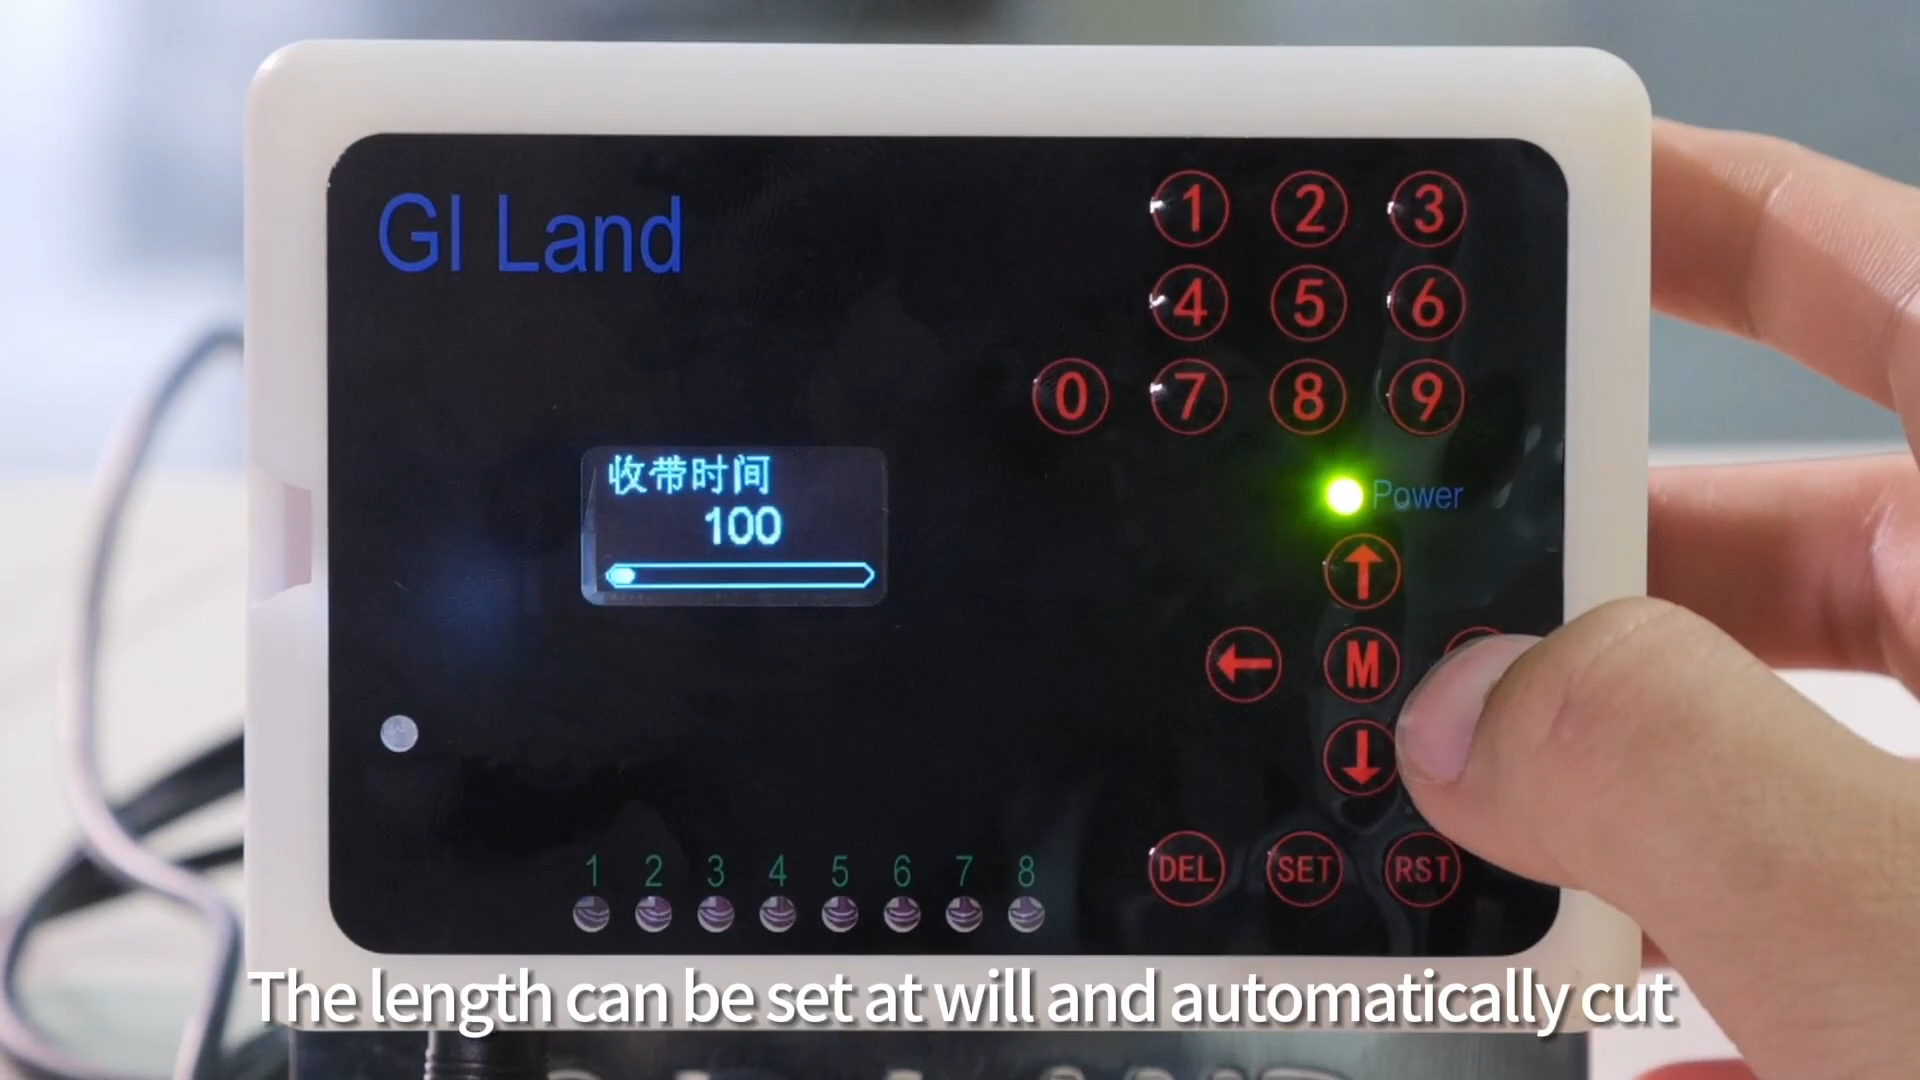 GI Land
1 2 3
4 5 6
0 7 8 9
收带时间
100
Power
↑
← M
↓
DEL SET RST
1 2 3 4 5 6 7 8
The length can be set at will and automatically cut